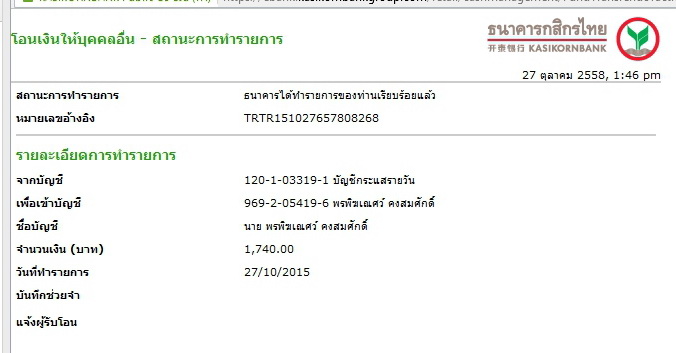 ธนาคารกสิกรไทย
开泰银行 KASIKORNBANK
โอนเงินให้บุคคลอื่น - สถานะการทำรายการ
27 ตุลาคม 2558, 1:46 pm
สถานะการทำรายการ ธนาคารได้ทำรายการของท่านเรียบร้อยแล้ว
หมายเลขอ้างอิง TRTR151027657808268
รายละเอียดการทำรายการ
จากบัญชี 120-1-03319-1 บัญชีกระแสรายวัน
เพื่อเข้าบัญชี 969-2-05419-6 พรพิฆเณศว์ คงสมศักดิ์
ชื่อบัญชี นาย พรพิฆเณศว์ คงสมศักดิ์
จำนวนเงิน (บาท) 1,740.00
วันที่ทำรายการ 27/10/2015
บันทึกช่วยจำ
แจ้งผู้รับโอน